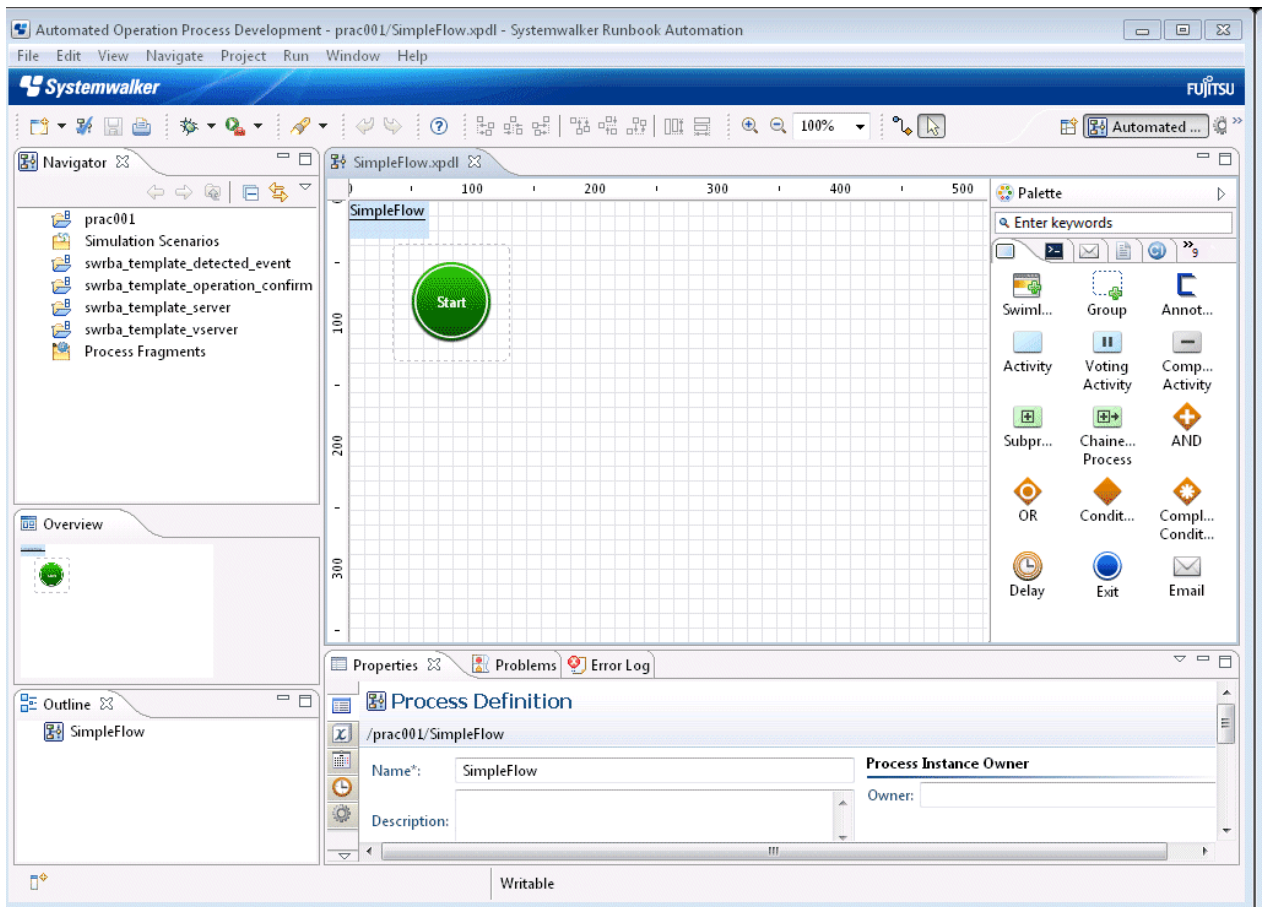 Automated Operation Process Development - prac001/SimpleFlow.xpdl - Systemwalker Runbook Automation
File Edit View Navigate Project Run Window Help
Systemwalker
FUJITSU
100%
Automated ...
Navigator
prac001
Simulation Scenarios
swrba_template_detected_event
swrba_template_operation_confirm
swrba_template_server
swrba_template_vserver
Process Fragments
Overview
Start
Outline
SimpleFlow
SimpleFlow.xpdl
100 200 300 400 500
SimpleFlow
Start
100
200
300
Palette
Enter keywords
9
Swiml... Group Annot...
Activity Voting Activity Comp... Activity
Subpr... Chaine... Process AND
OR Condit... Compl... Condit...
Delay Exit Email
Properties Problems Error Log
Process Definition
/prac001/SimpleFlow
Name*: SimpleFlow
Description:
Process Instance Owner
Owner:
Writable